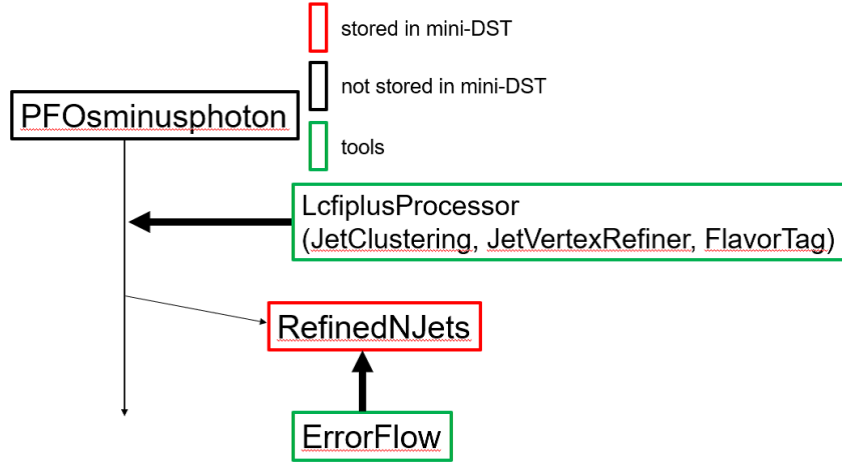 stored in mini-DST
not stored in mini-DST
PFOsminusphoton
tools
LcfiplusProcessor
(JetClustering, JetVertexRefiner, FlavorTag)
RefinedNJets
ErrorFlow